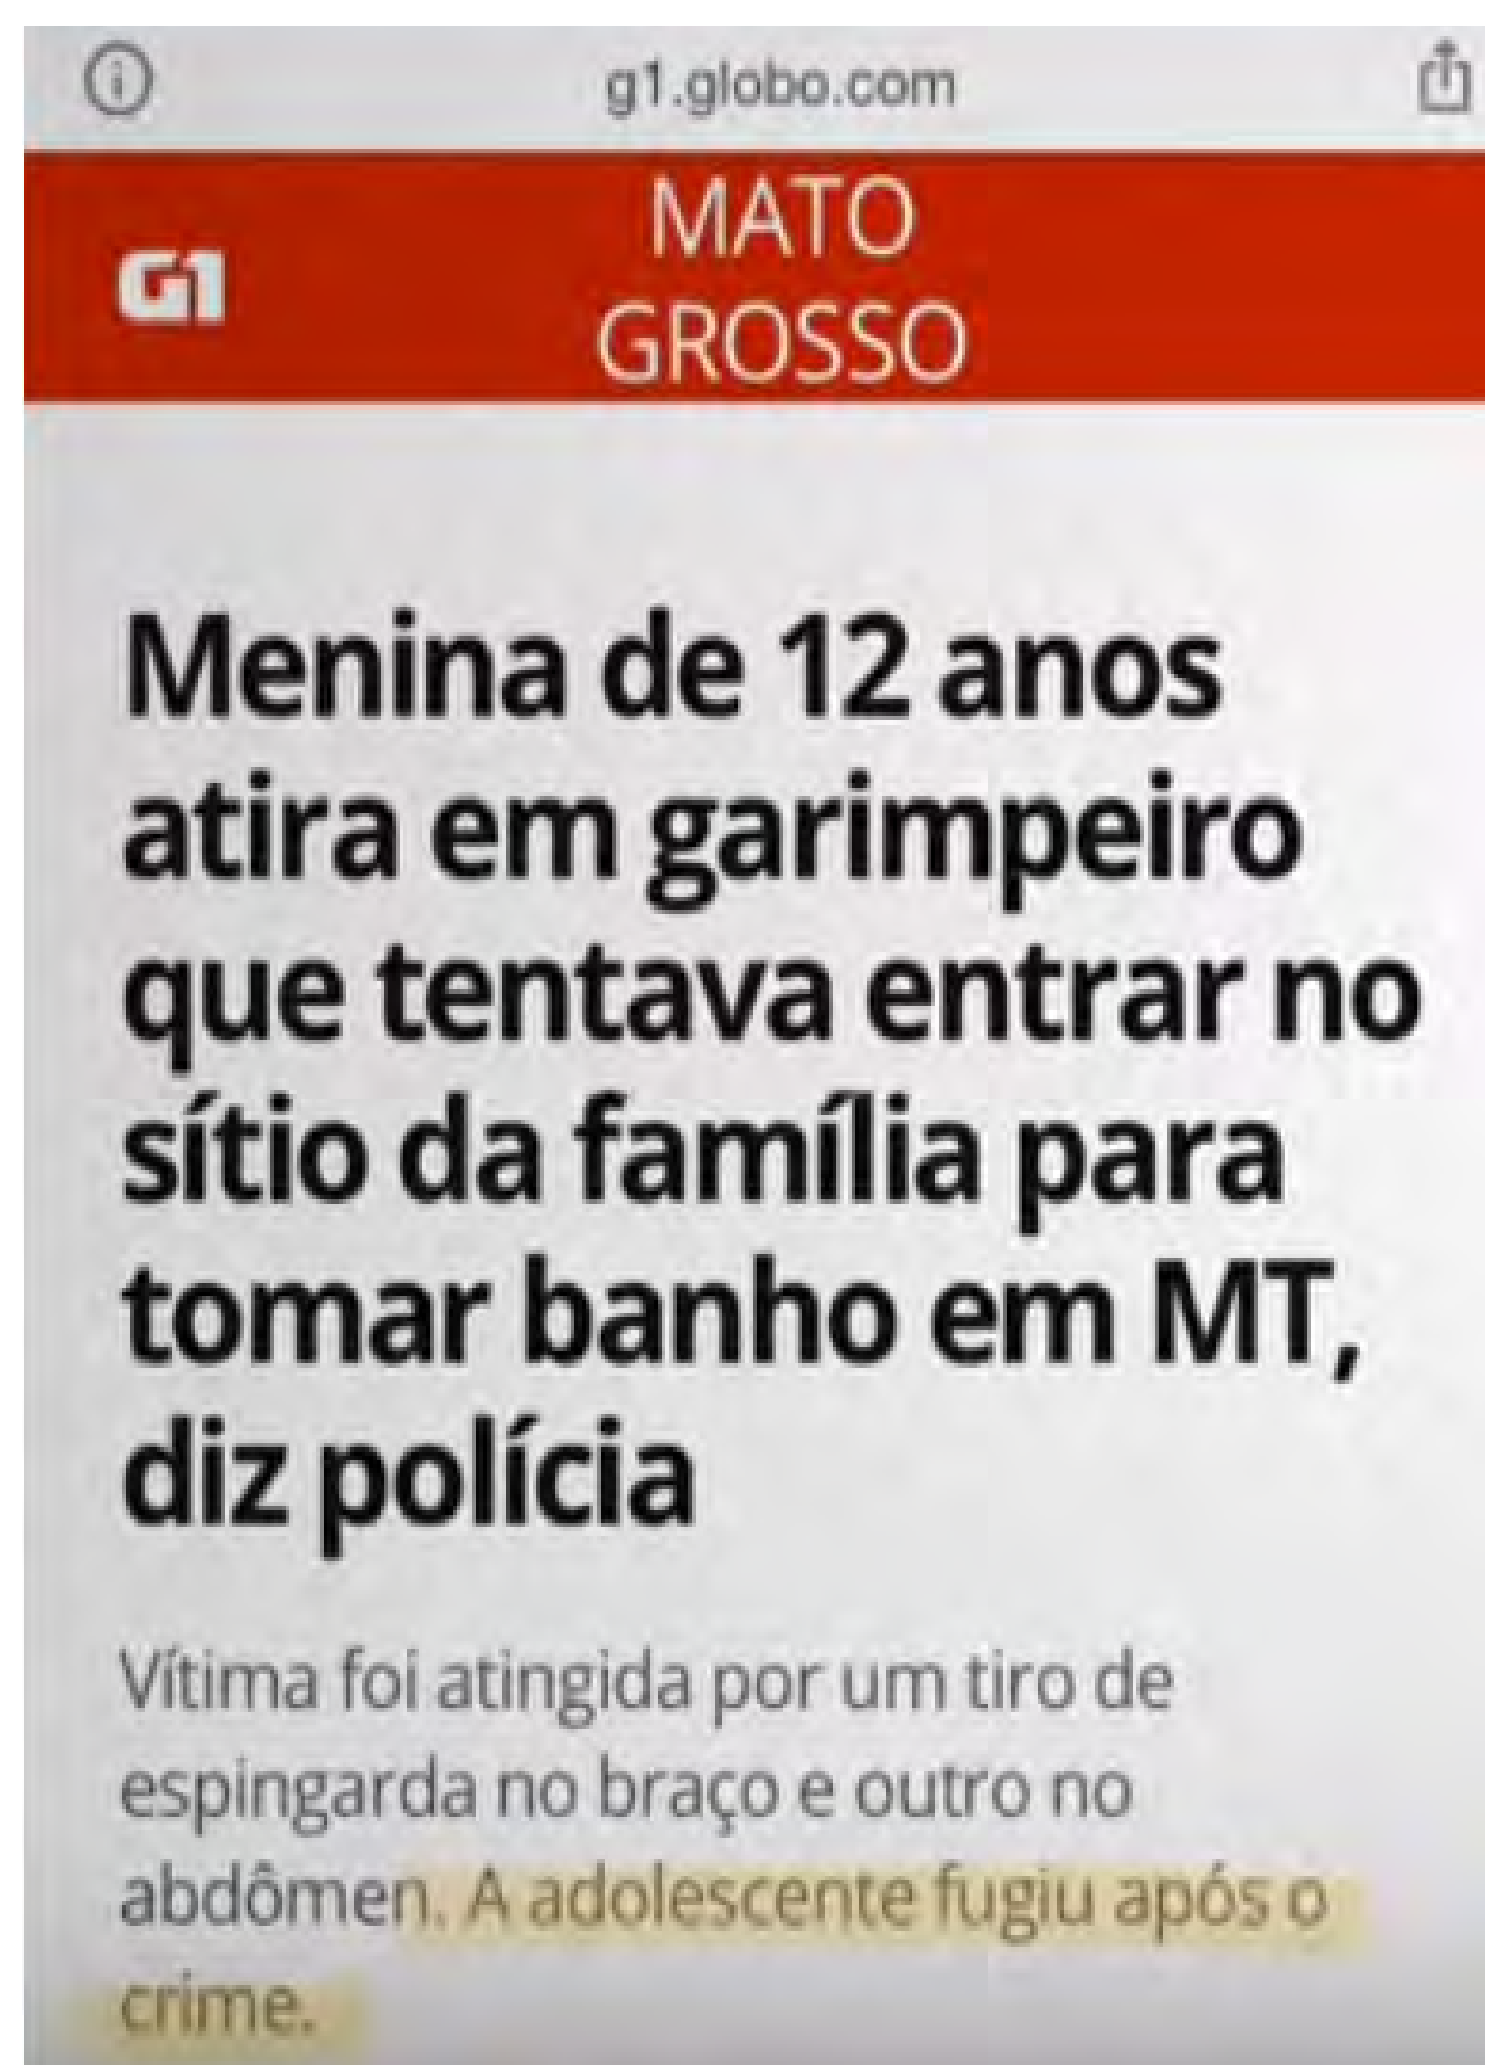 g1.globo.com
MATO
G1
GROSSO
Menina de 12 anos
atira em garimpeiro
que tentava entrar no
sítio da família para
tomar banho em MT,
diz polícia
Vítima foi atingida por um tiro de
espingarda no braço e outro no
abdômen. A adolescente fugiu após o
crime.